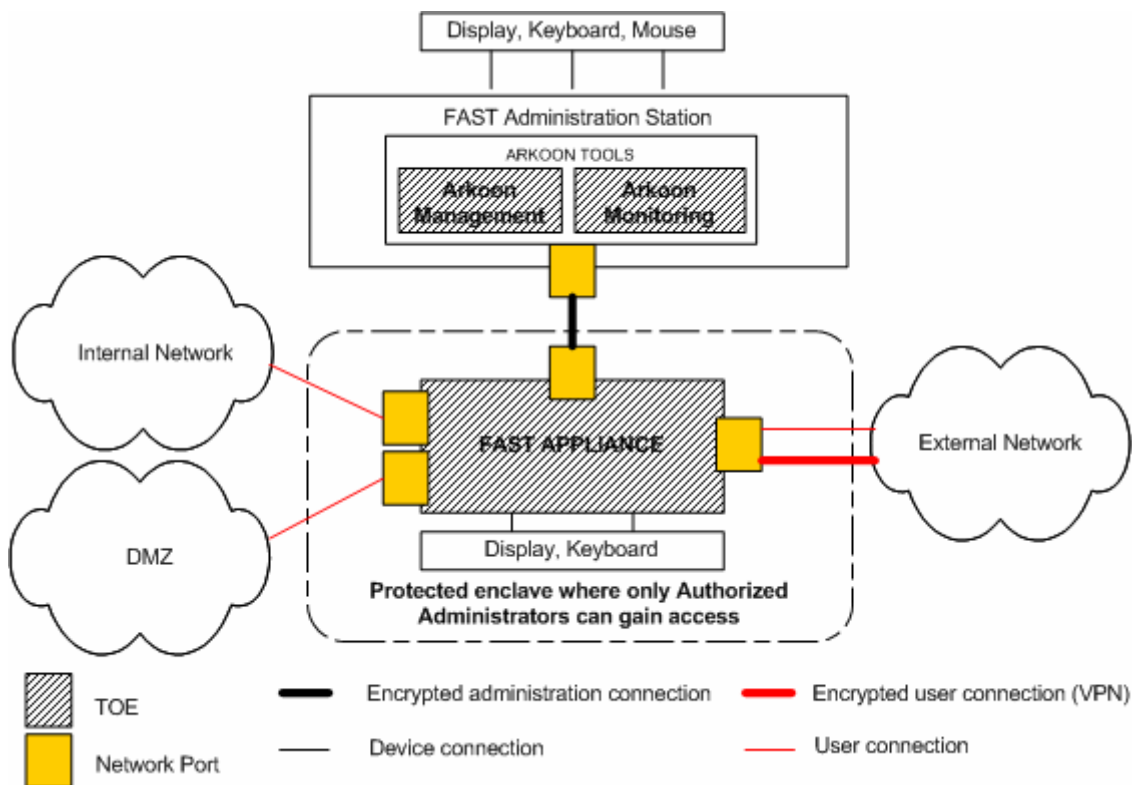 Display, Keyboard, Mouse
FAST Administration Station
ARKOON TOOLS
Arkoon
Management
Arkoon
Monitoring
Internal Network
FAST APPLIANCE
External Network
DMZ
Display, Keyboard
Protected enclave where only Authorized
Administrators can gain access
TOE
Encrypted administration connection
Encrypted user connection (VPN)
Network Port
Device connection
User connection